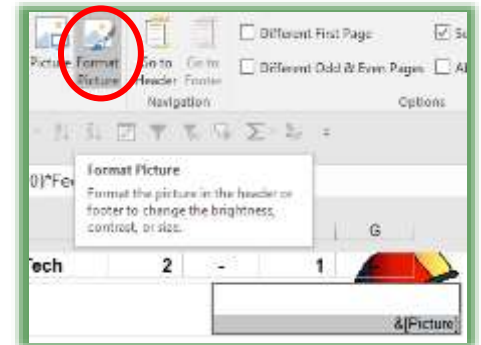 Different First Page
Picture Format Go to Go to
Picture Header Footer
Different Odd & Even Pages
Navigation
Options
Format Picture
Format the picture in the header or
footer to change the brightness,
contrast, or size.
G
Tech 2 - 1
&[Picture]